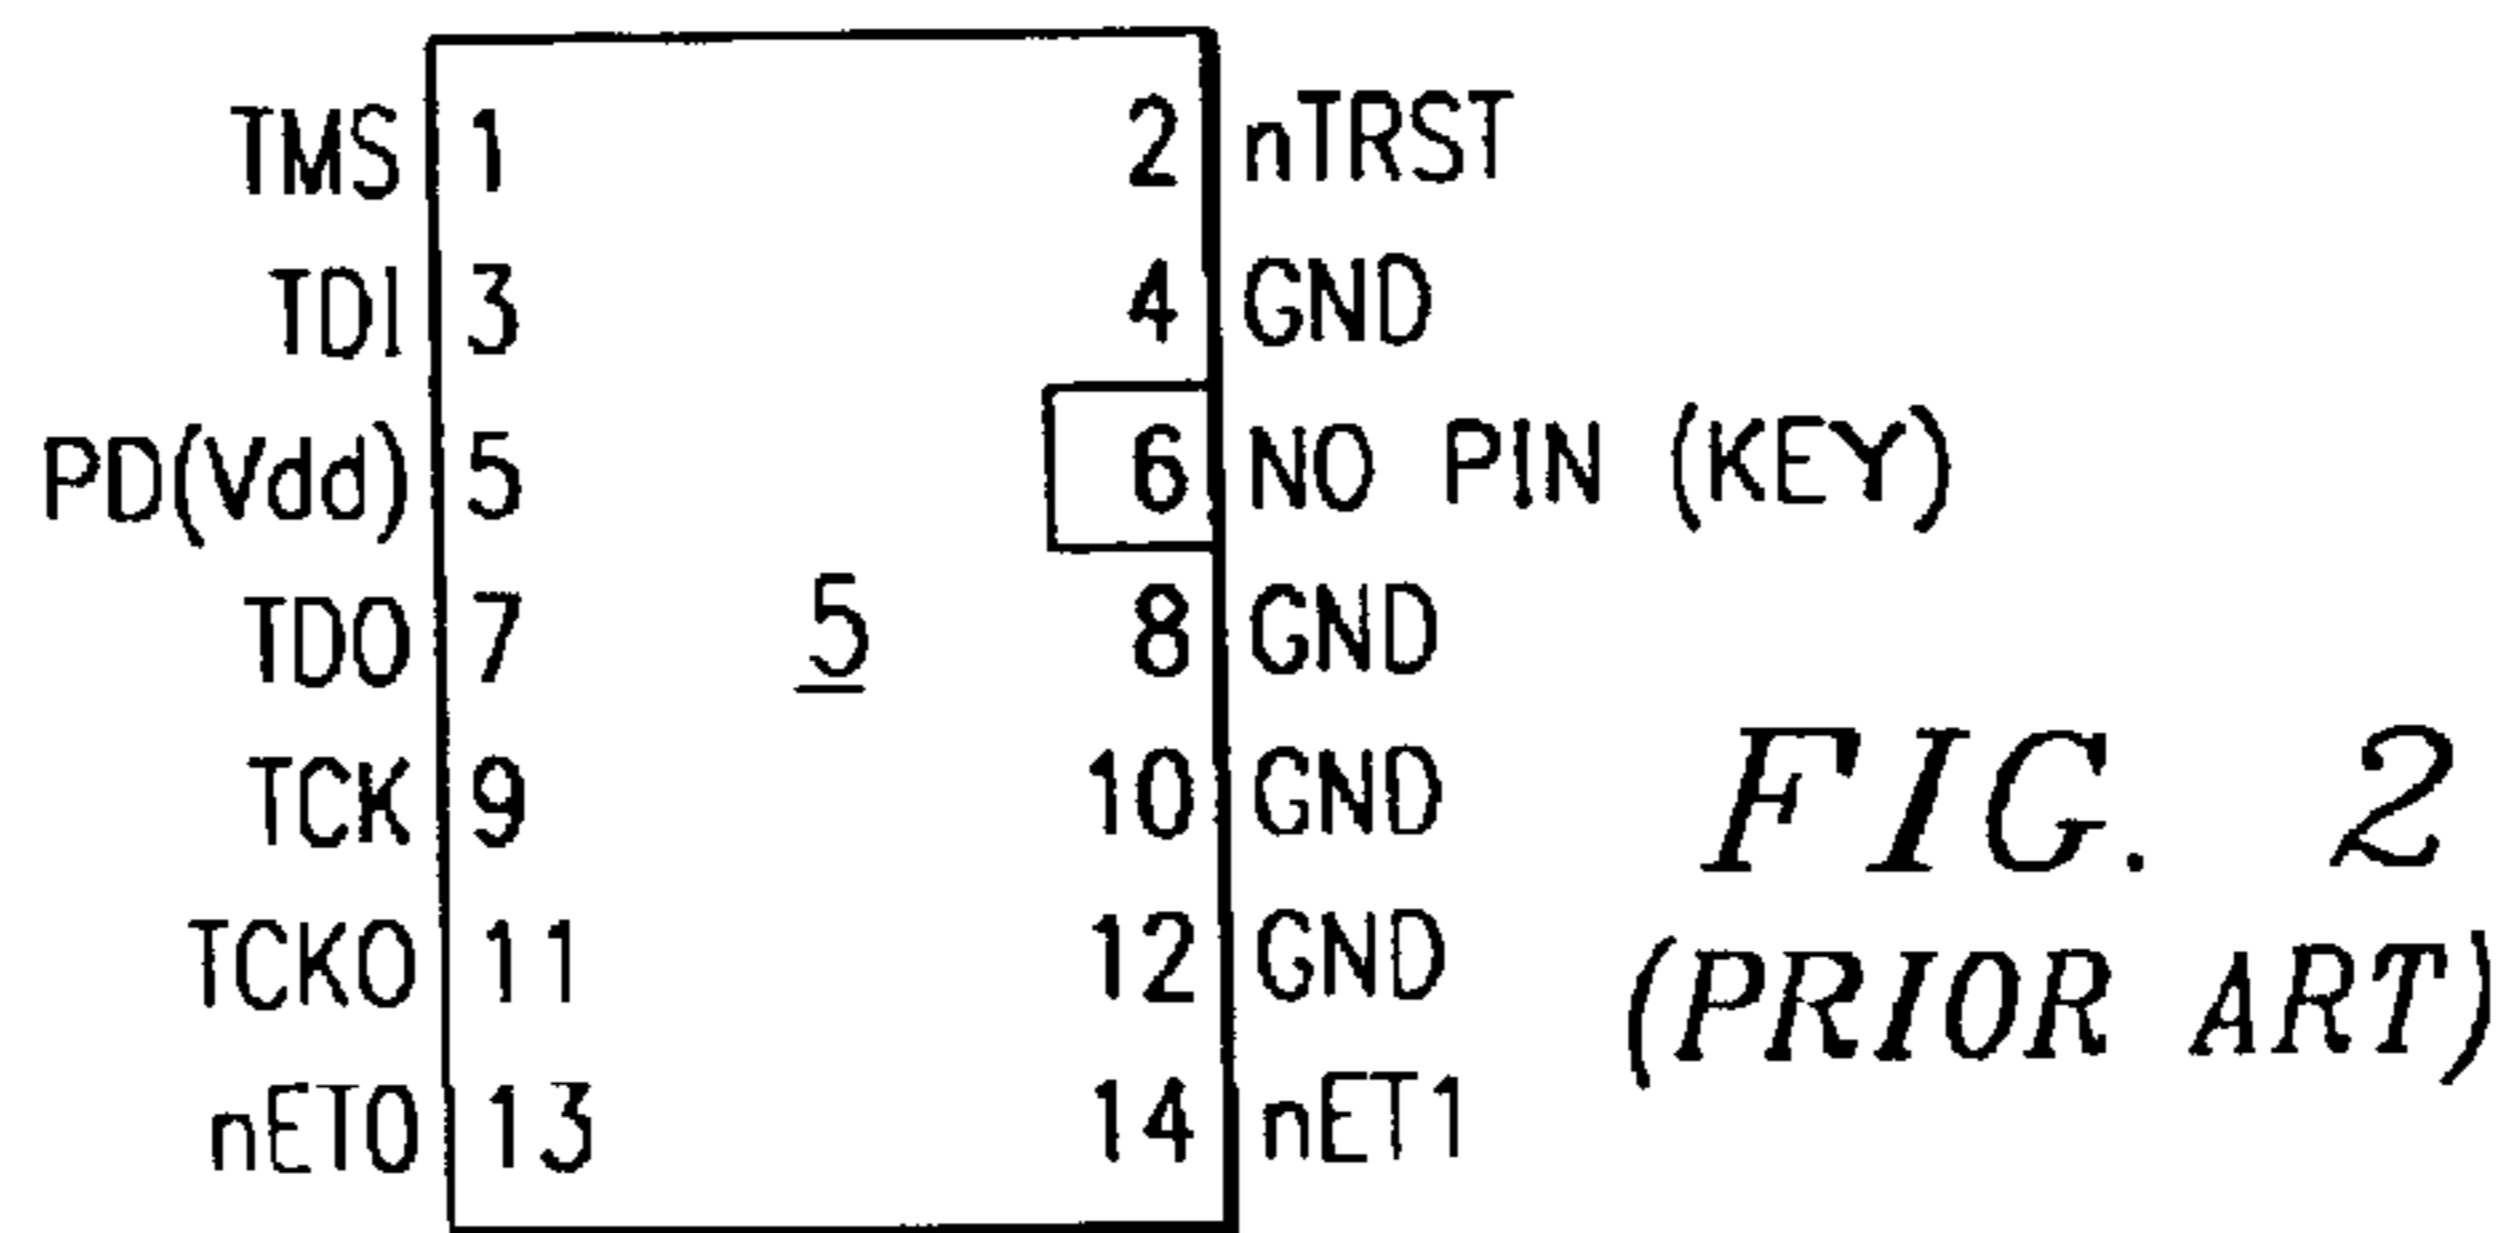 TMS 1 2 nTRST
TDI 3 4 GND
PD(Vdd) 5 6 NO PIN (KEY)
5
TDO 7 8 GND
TCK 9 10 GND
TCKO 11 12 GND
nET0 13 14 nET1
FIG. 2
(PRIOR ART)